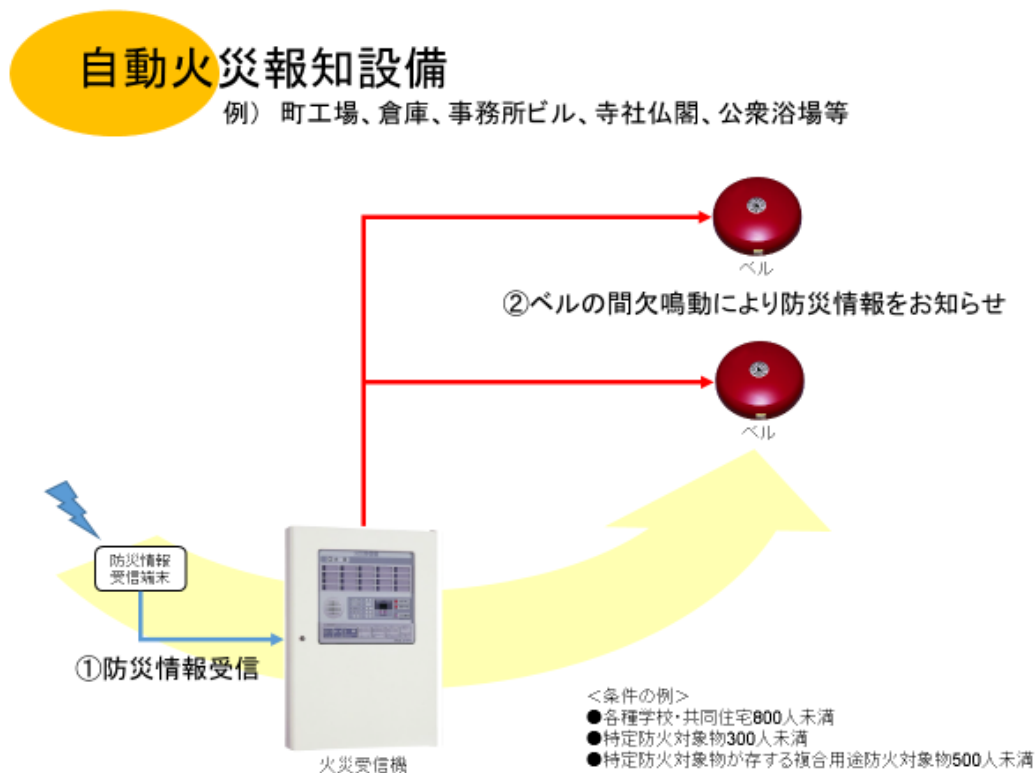 自動火災報知設備
例） 町工場、倉庫、事務所ビル、寺社仏閣、公衆浴場等
ベル
②ベルの間欠鳴動により防災情報をお知らせ
ベル
防災情報
受信端末
①防災情報受信
火災受信機
＜条件の例＞
●各種学校・共同住宅800人未満
●特定防火対象物300人未満
●特定防火対象物が存する複合用途防火対象物500人未満